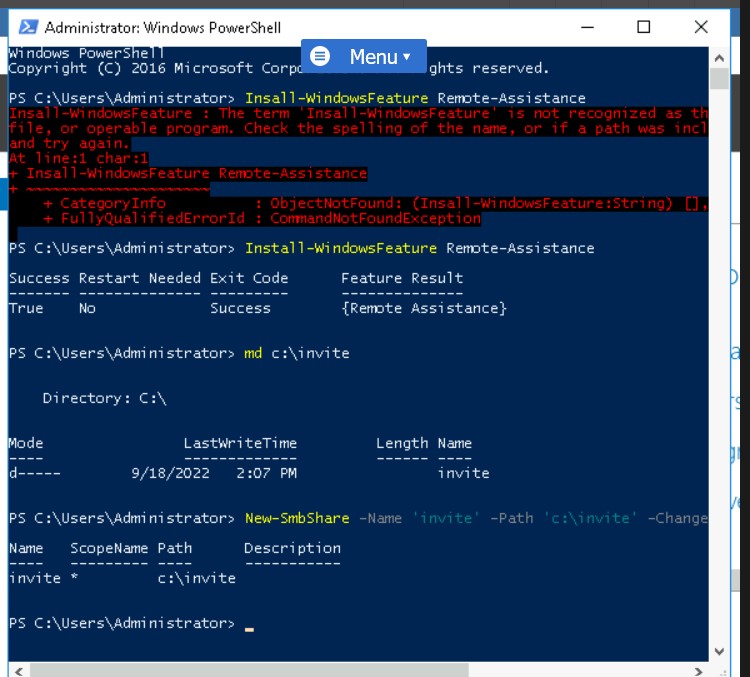 Administrator: Windows PowerShell
Menu
Windows PowerShell
Copyright (C) 2016 Microsoft reserved.
PS C:\Users\Administrator> Insall-WindowsFeature Remote-Assistance
Insall-WindowsFeature : The term 'Insall-WindowsFeature' is not recognized as
file, or operable program. Check the spelling of the name, or if a path was
and try again.
At line:1 char:1
+ Insall-WindowsFeature Remote-Assistance
+ ~~~~~~~~~~~~~~~~~~~~~
+ CategoryInfo : ObjectNotFound: (Insall-WindowsFeature:String) [],
+ FullyQualifiedErrorId : CommandNotFoundException
PS C:\Users\Administrator> Install-WindowsFeature Remote-Assistance
Success Restart Needed Exit Code Feature Result
------- -------------- --------- --------------
True No Success {Remote Assistance}
PS C:\Users\Administrator> md c:\invite
Directory: C:\
Mode LastWriteTime Length Name
---- ------------- ------ ----
d----- 9/18/2022 2:07 PM invite
PS C:\Users\Administrator> New-SmbShare -Name 'invite' -Path 'c:\invite' -Change
Name ScopeName Path Description
---- --------- ---- -----------
invite * c:\invite
PS C:\Users\Administrator> _